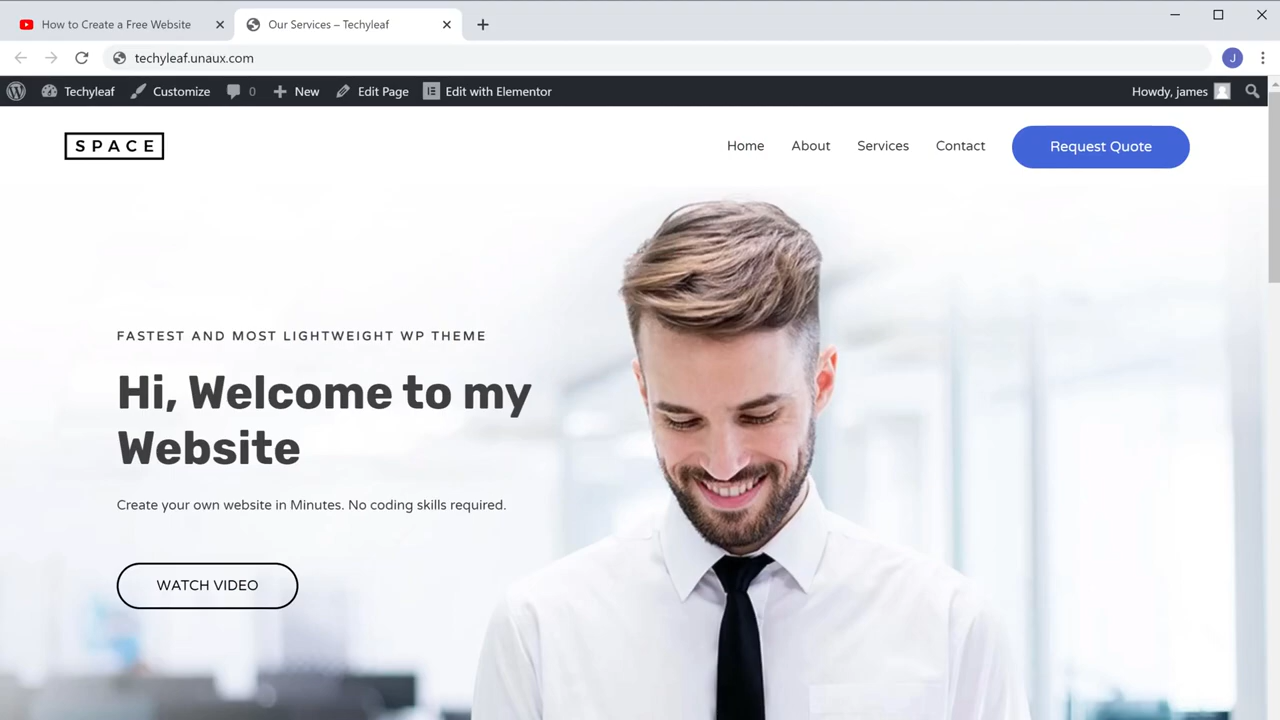 How to Create a Free Website
Our Services – Techyleaf
techyleaf.unaux.com
J
Techyleaf
Customize
0
New
Edit Page
Edit with Elementor
Howdy, james
SPACE
Home
About
Services
Contact
Request Quote
FASTEST AND MOST LIGHTWEIGHT WP THEME
Hi, Welcome to my
Website
Create your own website in Minutes. No coding skills required.
WATCH VIDEO